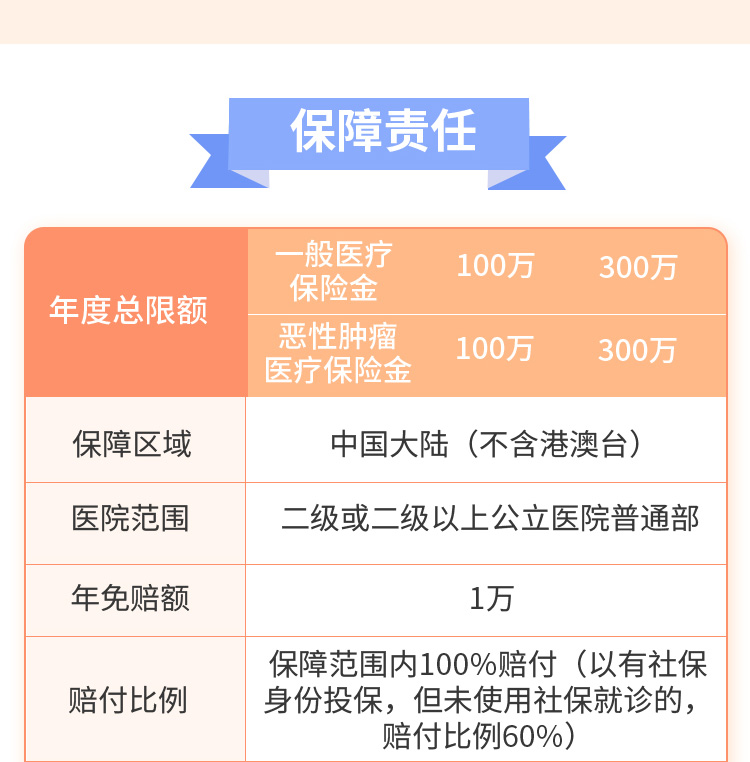 保障责任
年度总限额
一般医疗
保险金
100万
300万
恶性肿瘤
医疗保险金
100万
300万
保障区域
中国大陆（不含港澳台）
医院范围
二级或二级以上公立医院普通部
年免赔额
1万
赔付比例
保障范围内100%赔付（以有社保
身份投保，但未使用社保就诊的，
赔付比例60%）